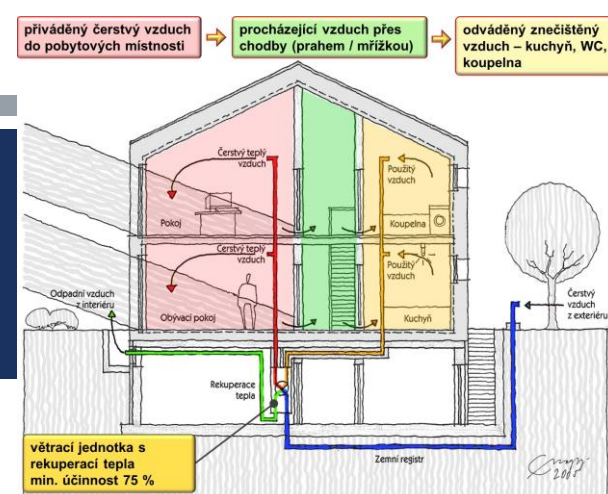 přiváděný čerstvý vzduch
do pobytových místností
procházející vzduch přes
chodby (prahem / mřížkou)
odváděný znečištěný
vzduch – kuchyň, WC,
koupelna
Čerstvý teplý
vzduch
Použitý
vzduch
Pokoj
Koupelna
Čerstvý teplý
vzduch
Použitý
vzduch
Odpadní vzduch
z interiéru
Čerstvý
vzduch
z exteriéru
Obývací pokoj
Kuchyň
Rekuperace
tepla
Zemní registr
větrací jednotka s
rekuperací tepla
min. účinnost 75 %